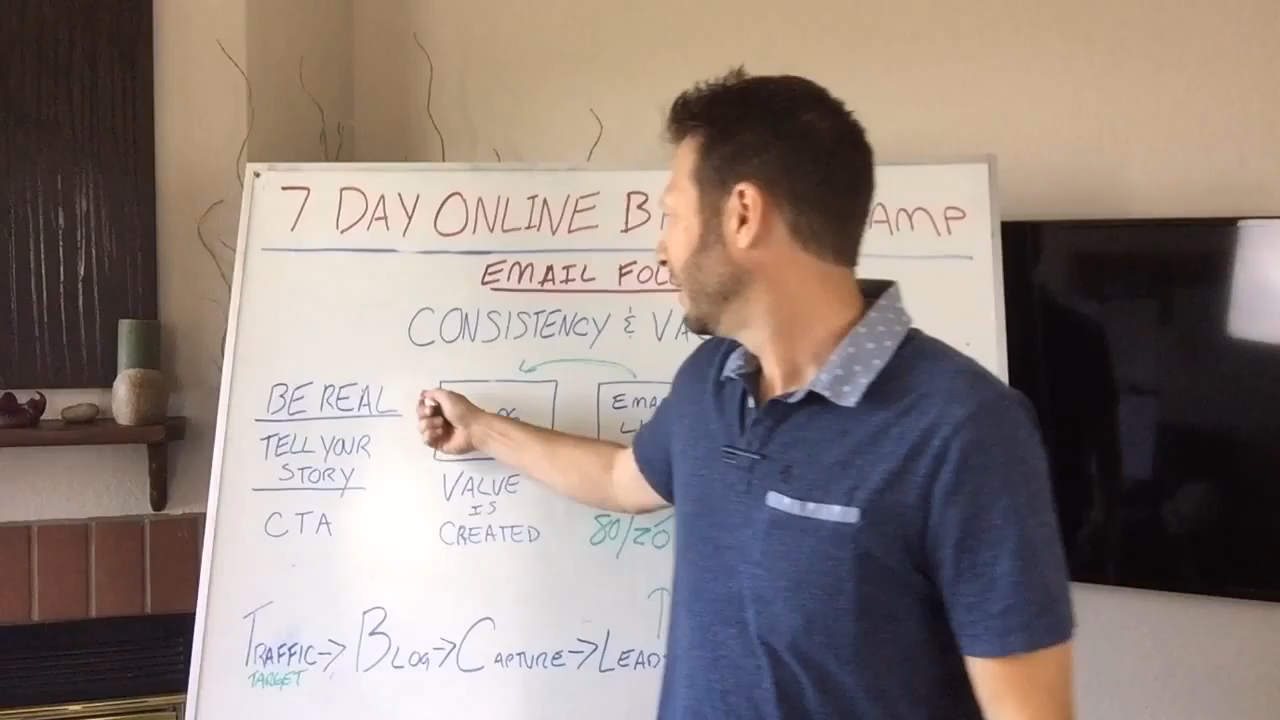 7 DAY ONLINE B AMP
EMAIL FOL
CONSISTENCY & VA
BE REAL
TELL YOUR
STORY
CTA
EMA
VALUE
IS
CREATED
80/20
TRAFFIC -> BLOG -> CAPTURE -> LEAD
TARGET